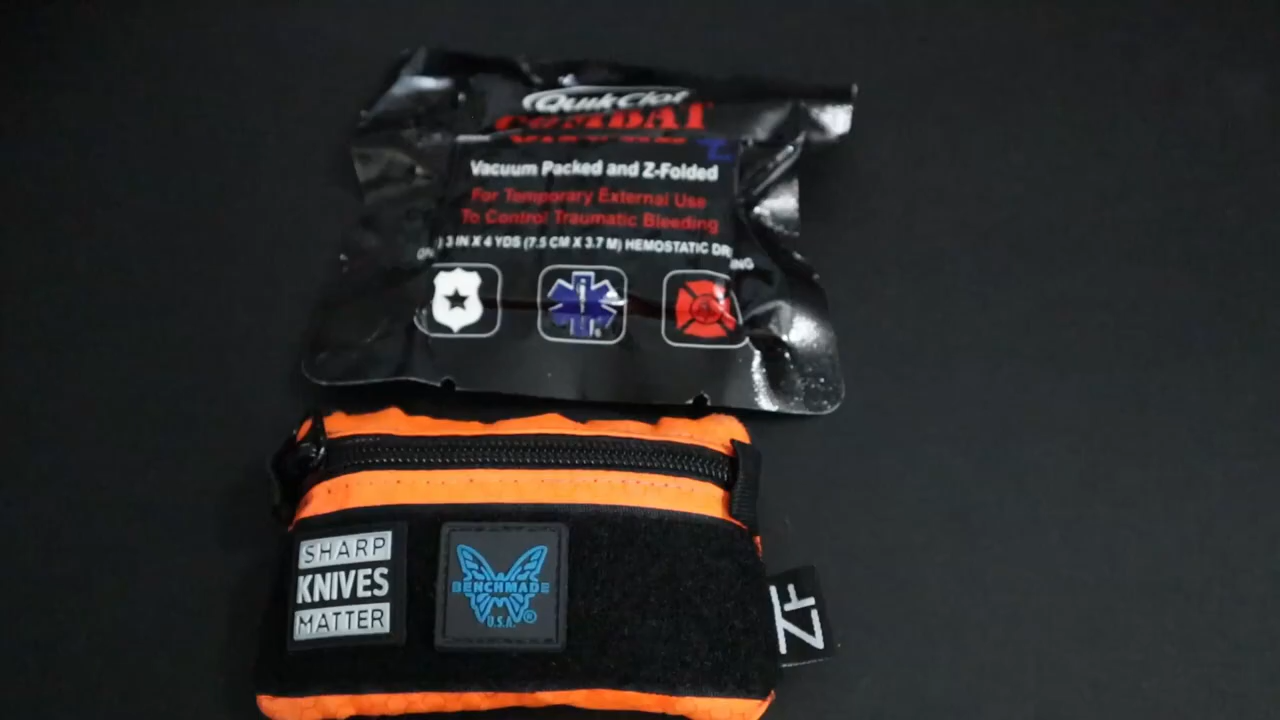 QuikClot
COMBAT
Z
Vacuum Packed and Z-Folded
For Temporary External Use
To Control Traumatic Bleeding
3 IN X 4 YDS (7.5 CM X 3.7 M) HEMOSTATIC
SHARP
KNIVES
MATTER
BENCHMADE
U.S.A.®
ZF